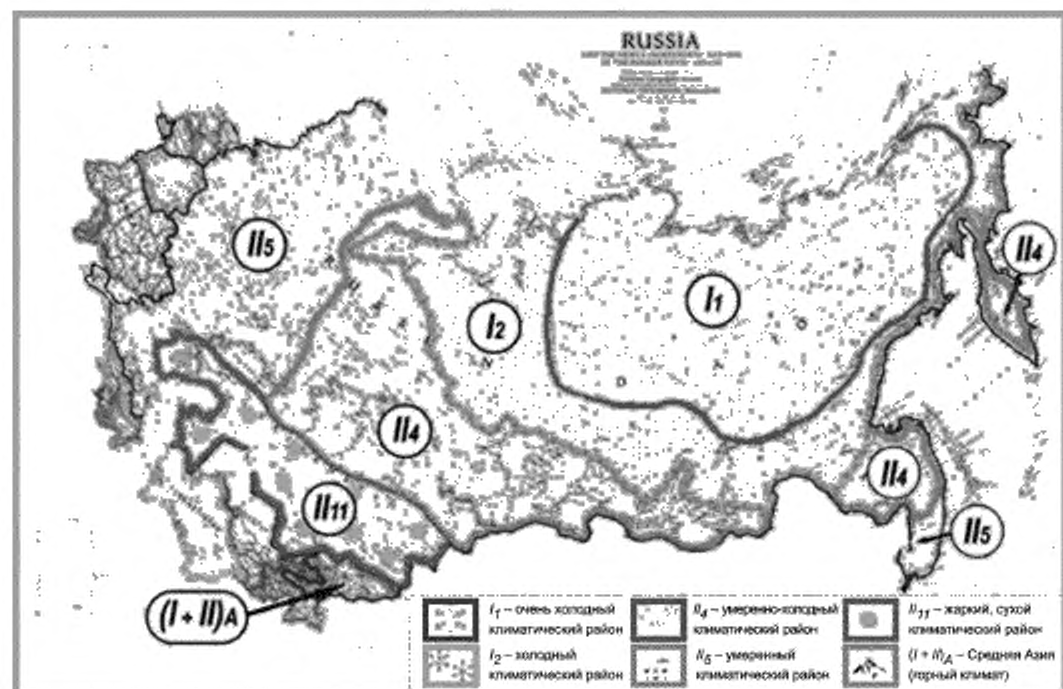 RUSSIA
II5
II4
I1
I2
II4
II4
II11
II5
(I + II)A
I1 – очень холодный
климатический район
I2 – холодный
климатический район
II4 – умеренно-холодный
климатический район
II5 – умеренный
климатический район
II11 – жаркий, сухой
климатический район
(I + II)A – Средняя Азия
(горный климат)